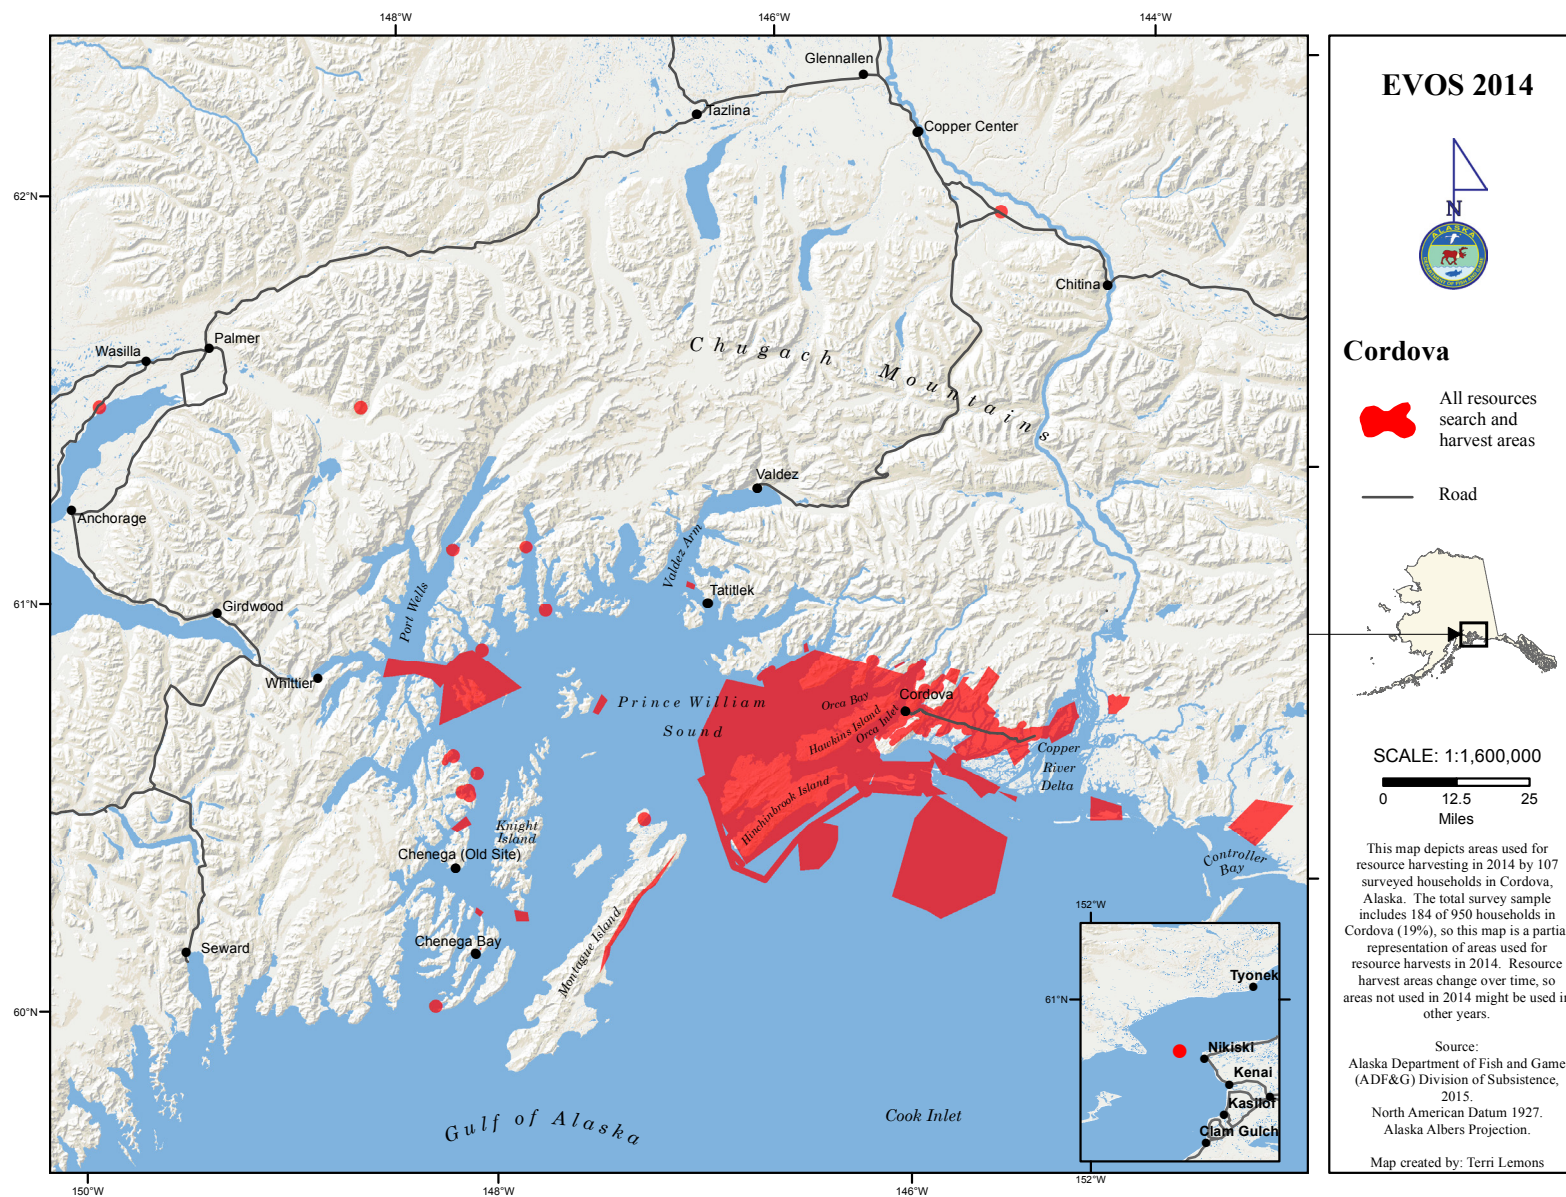 148°W
146°W
144°W
Glennallen
Tazlina
Copper Center
62°N
Chitina
Palmer
Wasilla
Chugach Mountains
Valdez
Anchorage
Valdez Arm
Tatitlek
61°N
Girdwood
Port Wells
Whittier
Prince William
Sound
Orca Bay
Cordova
Hawkins Island
Orca Inlet
Copper
River
Delta
Hinchinbrook Island
Knight
Island
Chenega (Old Site)
Controller
Bay
Seward
Chenega Bay
Montague Island
60°N
Gulf of Alaska
Cook Inlet
152°W
Tyonek
61°N
Nikiski
Kenai
Kasilof
Clam Gulch
150°W
148°W
146°W
152°W
EVOS 2014
N
ALASKA
Cordova
All resources
search and
harvest areas
Road
SCALE: 1:1,600,000
0 12.5 25
Miles
This map depicts areas used for
resource harvesting in 2014 by 107
surveyed households in Cordova,
Alaska. The total survey sample
includes 184 of 950 households in
Cordova (19%), so this map is a partia
representation of areas used for
resource harvests in 2014. Resource
harvest areas change over time, so
areas not used in 2014 might be used in
other years.
Source:
Alaska Department of Fish and Game
(ADF&G) Division of Subsistence,
2015.
North American Datum 1927.
Alaska Albers Projection.
Map created by: Terri Lemons